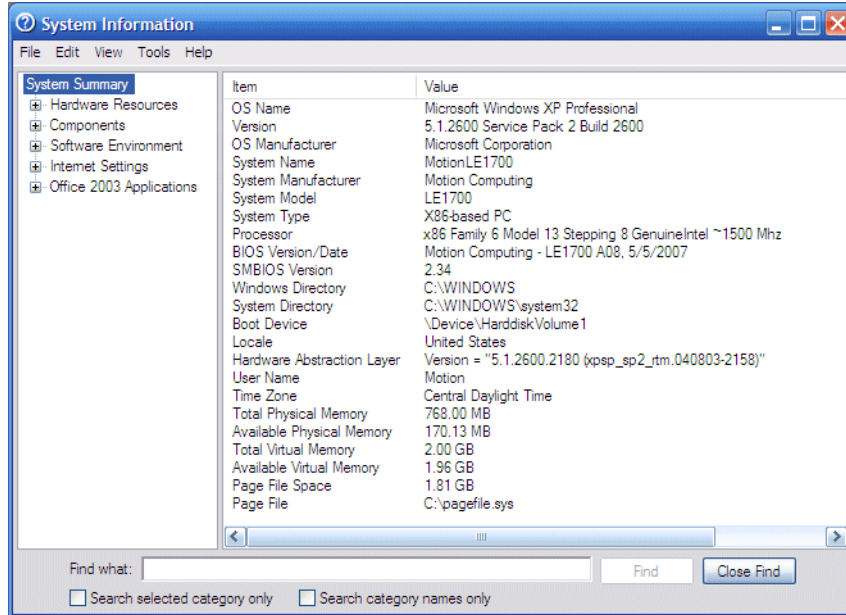 System Information
File Edit View Tools Help
System Summary
Hardware Resources
Components
Software Environment
Internet Settings
Office 2003 Applications
Item Value
OS Name Microsoft Windows XP Professional
Version 5.1.2600 Service Pack 2 Build 2600
OS Manufacturer Microsoft Corporation
System Name MotionLE1700
System Manufacturer Motion Computing
System Model LE1700
System Type X86-based PC
Processor x86 Family 6 Model 13 Stepping 8 GenuineIntel ~1500 Mhz
BIOS Version/Date Motion Computing - LE1700 A08, 5/5/2007
SMBIOS Version 2.34
Windows Directory C:\WINDOWS
System Directory C:\WINDOWS\system32
Boot Device \Device\HarddiskVolume1
Locale United States
Hardware Abstraction Layer Version = "5.1.2600.2180 (xpsp_sp2_rtm.040803-2158)"
User Name Motion
Time Zone Central Daylight Time
Total Physical Memory 768.00 MB
Available Physical Memory 170.13 MB
Total Virtual Memory 2.00 GB
Available Virtual Memory 1.96 GB
Page File Space 1.81 GB
Page File C:\pagefile.sys
Find what: Find Close Find
Search selected category only Search category names only